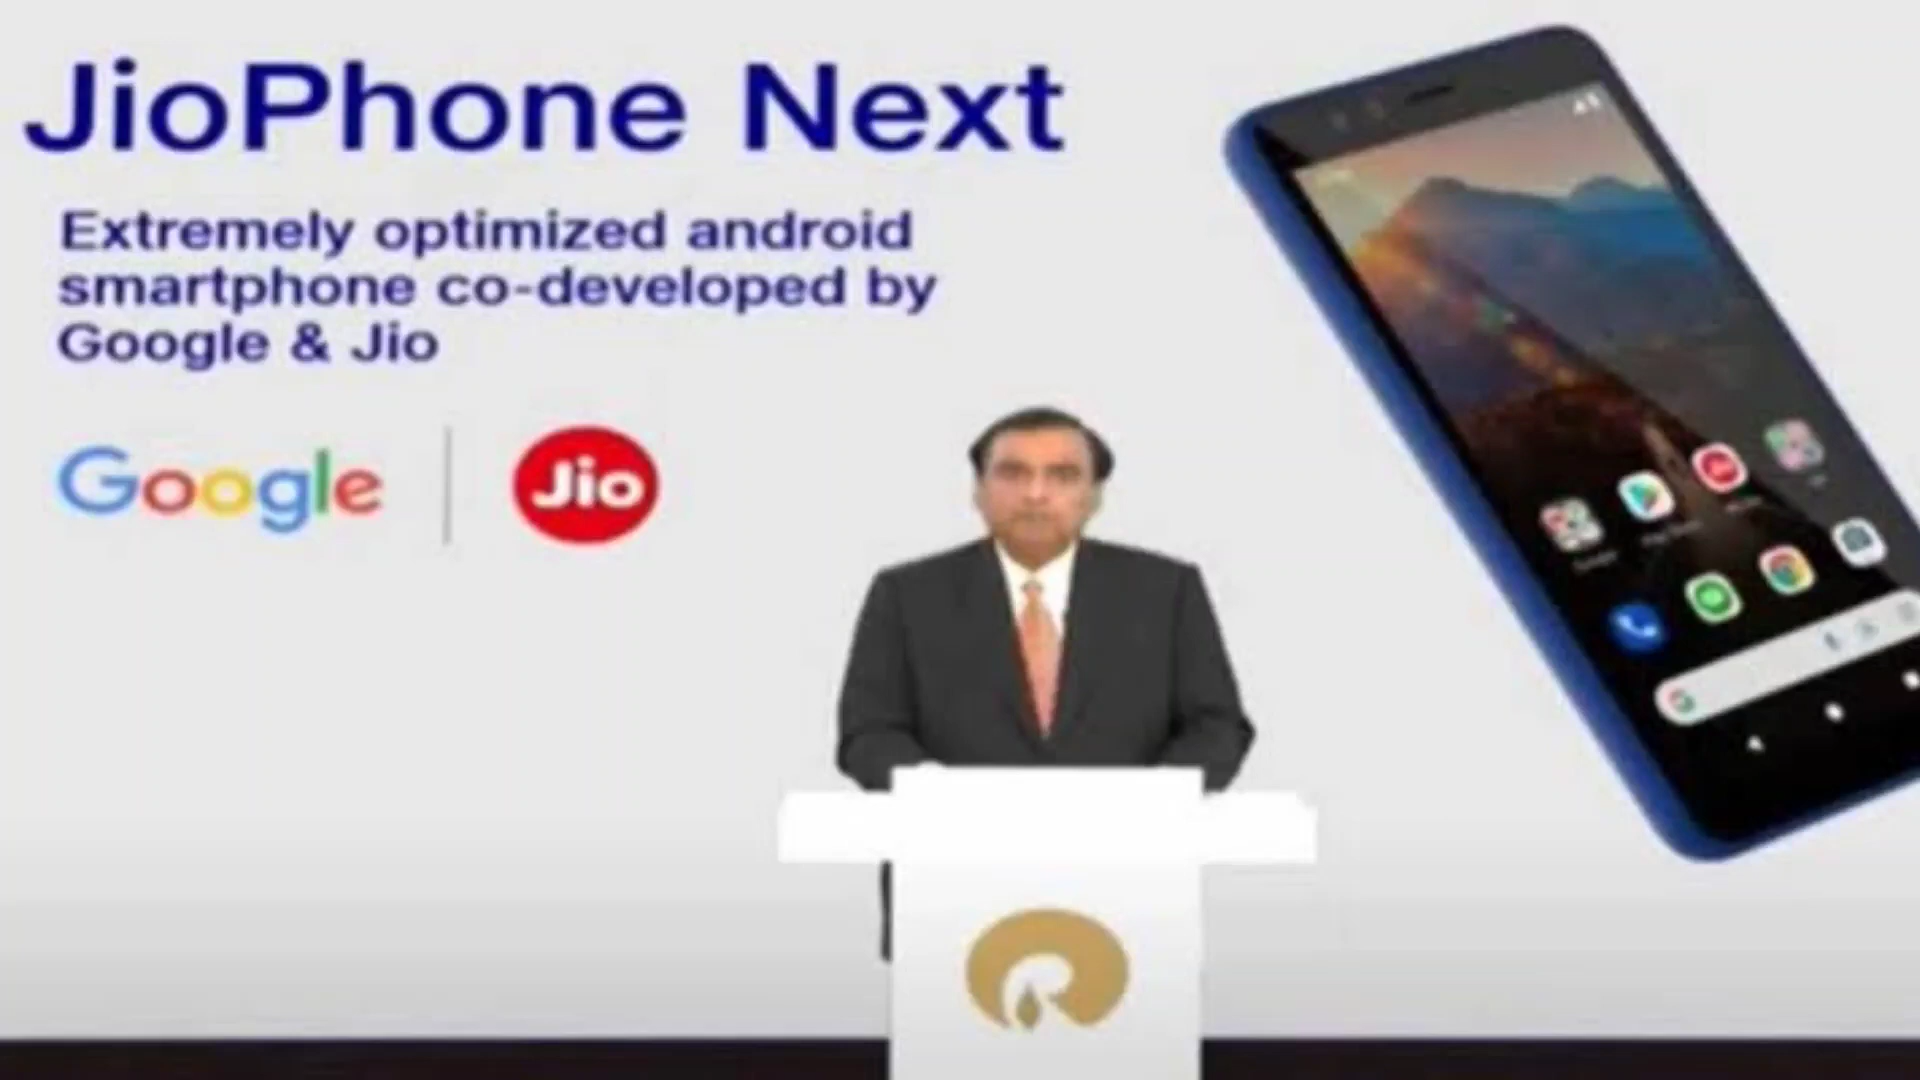 JioPhone Next
Extremely optimized android
smartphone co-developed by
Google & Jio
Google
Jio